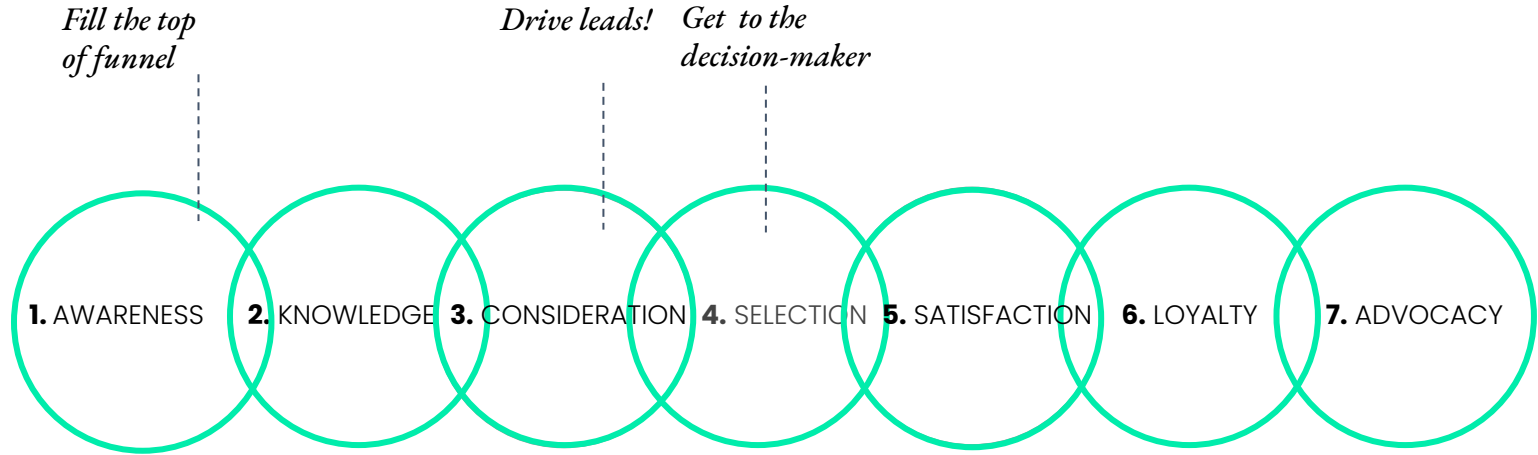 Fill the top
of funnel
Drive leads!
Get to the
decision-maker
1. AWARENESS
2. KNOWLEDGE
3. CONSIDERATION
4. SELECTION
5. SATISFACTION
6. LOYALTY
7. ADVOCACY